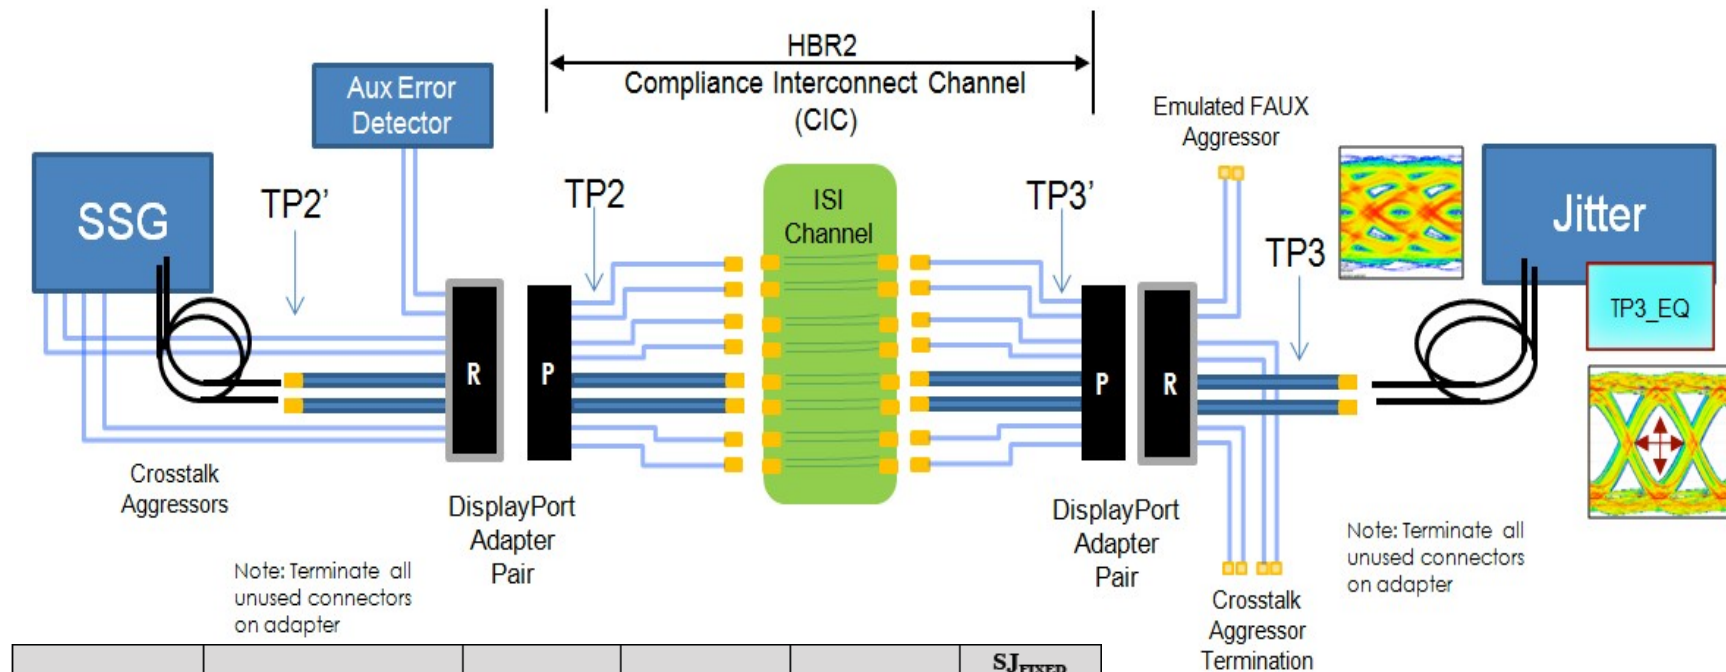 HBR2
Compliance Interconnect Channel
(CIC)
Aux Error
Detector
Emulated FAUX
Aggressor
SSG
TP2’
TP2
ISI
Channel
TP3’
TP3
Jitter
TP3_EQ
R
P
P
R
Crosstalk
Aggressors
DisplayPort
Adapter
Pair
DisplayPort
Adapter
Pair
Note: Terminate all
unused connectors
on adapter
Note: Terminate all
unused connectors
on adapter
Crosstalk
Aggressor
Termination
SJFIXED